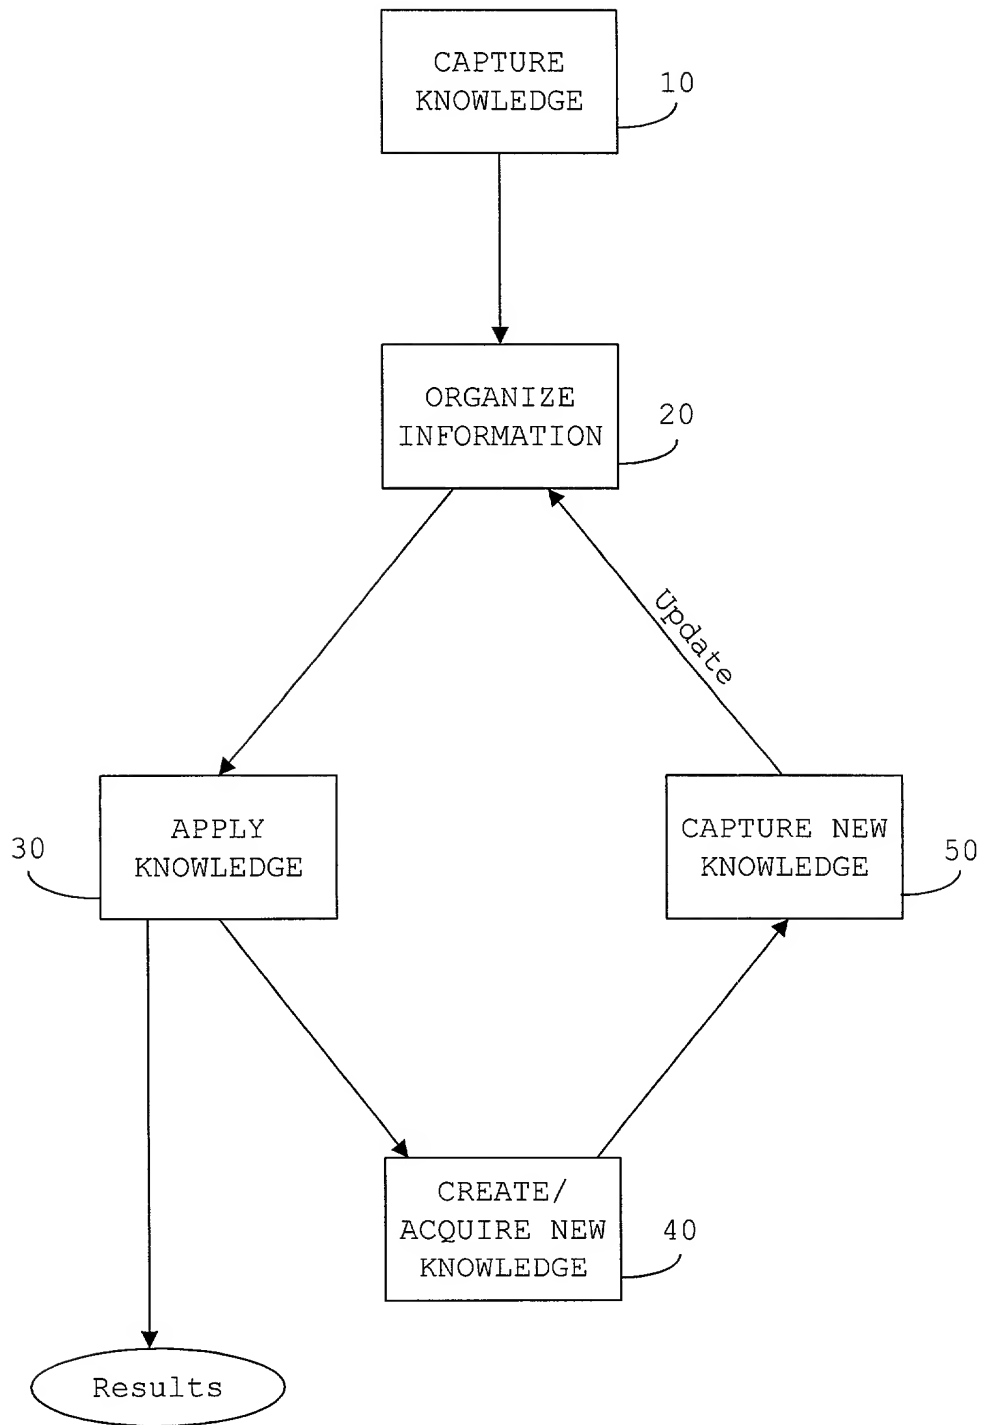 CAPTURE
KNOWLEDGE
10
ORGANIZE
INFORMATION
20
Update
APPLY
KNOWLEDGE
30
CAPTURE NEW
KNOWLEDGE
50
CREATE/
ACQUIRE NEW
KNOWLEDGE
40
Results